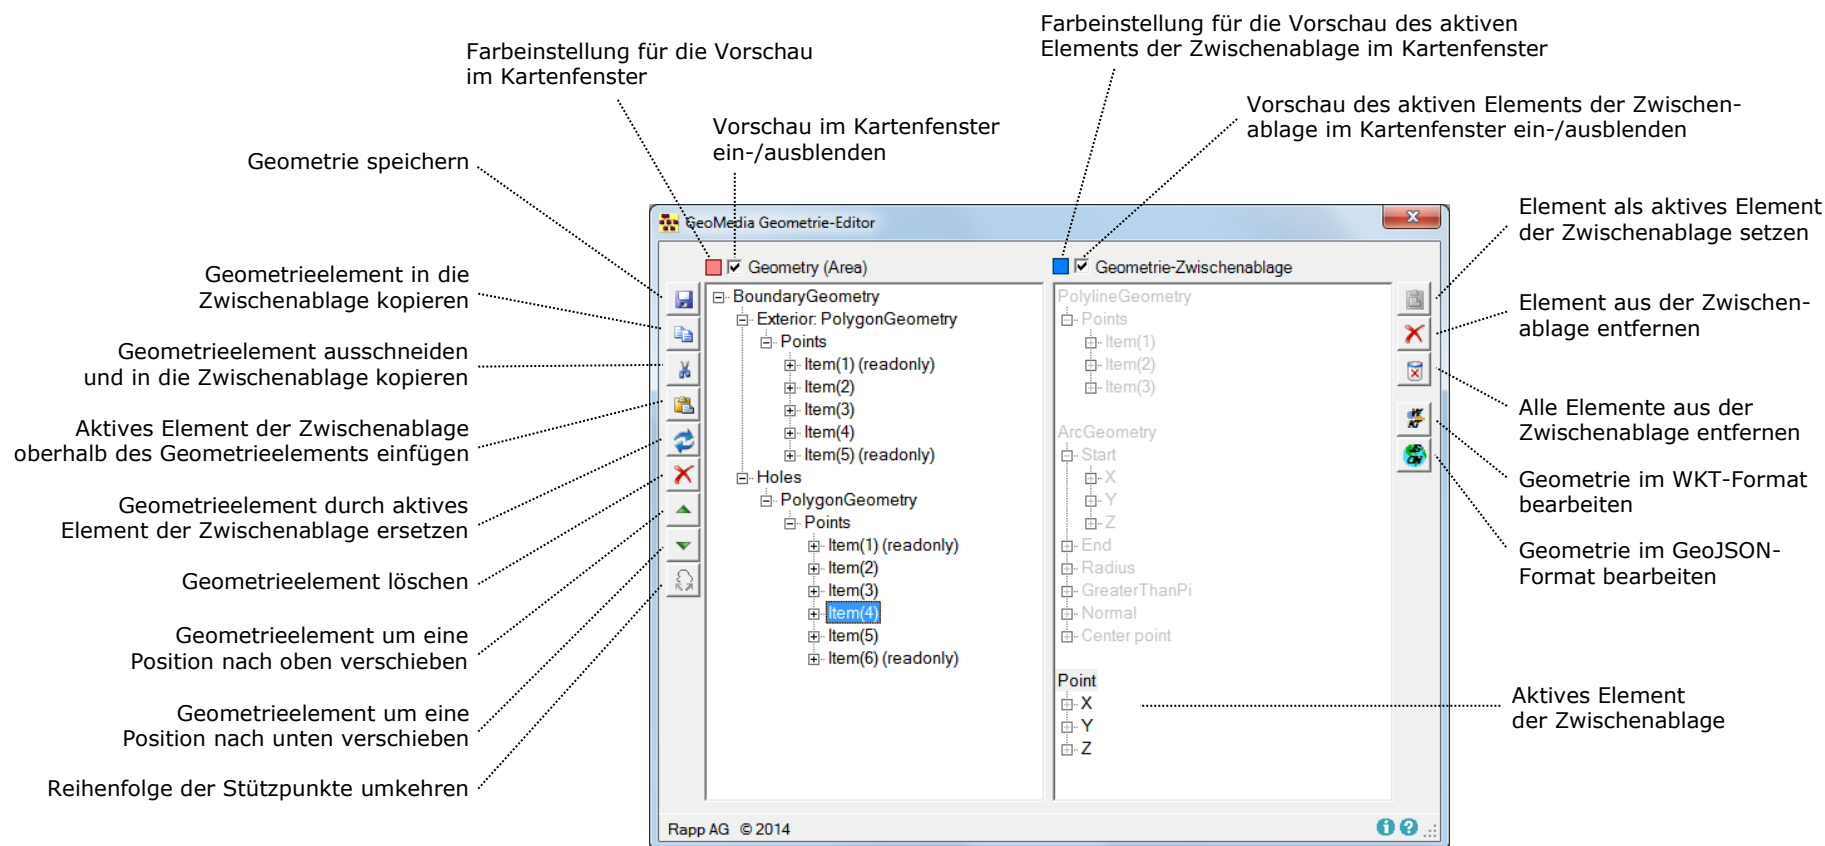 Farbeinstellung für die Vorschau des aktiven
Elements der Zwischenablage im Kartenfenster
Farbeinstellung für die Vorschau
im Kartenfenster
Vorschau des aktiven Elements der Zwischen-
ablage im Kartenfenster ein-/ausblenden
Vorschau im Kartenfenster
ein-/ausblenden
Geometrie speichern
Geometrieelement in die
Zwischenablage kopieren
Geometrieelement ausschneiden
und in die Zwischenablage kopieren
Aktives Element der Zwischenablage
oberhalb des Geometrieelements einfügen
Geometrieelement durch aktives
Element der Zwischenablage ersetzen
Geometrieelement löschen
Geometrieelement um eine
Position nach oben verschieben
Geometrieelement um eine
Position nach unten verschieben
Reihenfolge der Stützpunkte umkehren
GeoMedia Geometrie-Editor
Geometry (Area)
BoundaryGeometry
Exterior: PolygonGeometry
Points
Item(1) (readonly)
Item(2)
Item(3)
Item(4)
Item(5) (readonly)
Holes
PolygonGeometry
Points
Item(1) (readonly)
Item(2)
Item(3)
Item(4)
Item(5)
Item(6) (readonly)
Geometrie-Zwischenablage
PolylineGeometry
Points
Item(1)
Item(2)
Item(3)
ArcGeometry
Start
X
Y
Z
End
Radius
GreaterThanPi
Normal
Center point
Point
X
Y
Z
Rapp AG © 2014
W
KT
JS
ON
Element als aktives Element
der Zwischenablage setzen
Element aus der Zwischen-
ablage entfernen
Alle Elemente aus der
Zwischenablage entfernen
Geometrie im WKT-Format
bearbeiten
Geometrie im GeoJSON-
Format bearbeiten
Aktives Element
der Zwischenablage